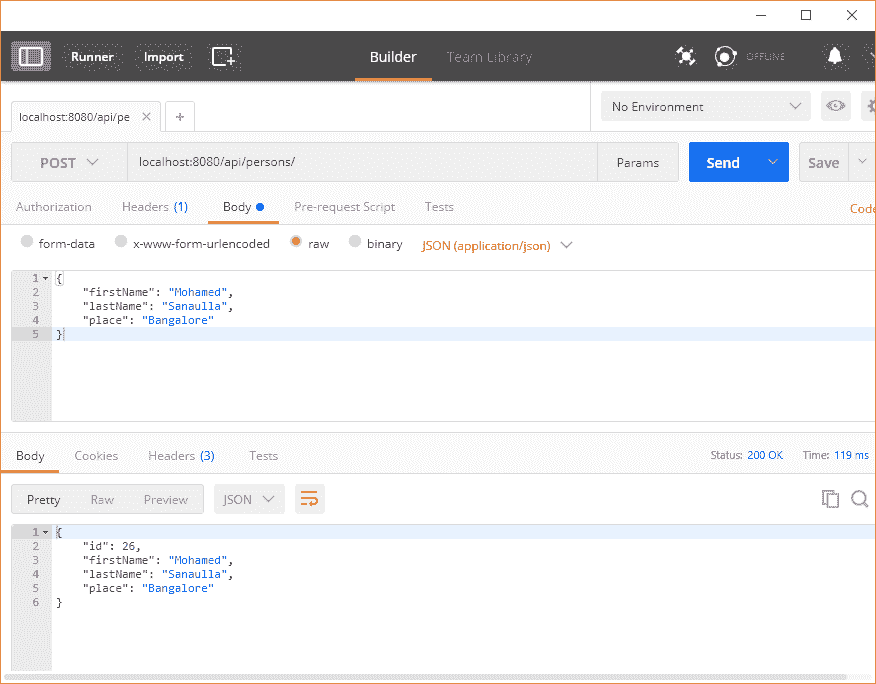 Runner Import Builder Team Library OFFLINE
localhost:8080/api/pe No Environment
POST localhost:8080/api/persons/ Params Send Save
Authorization Headers (1) Body Pre-request Script Tests Code
form-data x-www-form-urlencoded raw binary JSON (application/json)
1 {
2 "firstName": "Mohamed",
3 "lastName": "Sanaulla",
4 "place": "Bangalore"
5 }
Body Cookies Headers (3) Tests Status: 200 OK Time: 119 ms
Pretty Raw Preview JSON
1 {
2 "id": 26,
3 "firstName": "Mohamed",
4 "lastName": "Sanaulla",
5 "place": "Bangalore"
6 }